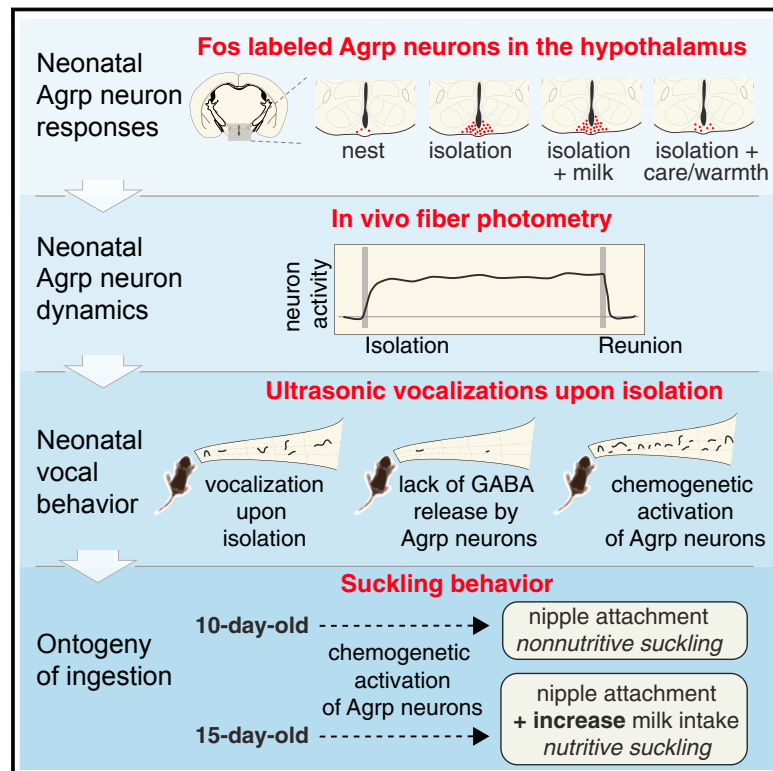 Neonatal
Agrp neuron
responses
Fos labeled Agrp neurons in the hypothalamus
nest
isolation
isolation
+ milk
isolation +
care/warmth
Neonatal
Agrp neuron
dynamics
In vivo fiber photometry
neuron
activity
Isolation
Reunion
Neonatal
vocal
behavior
Ultrasonic vocalizations upon isolation
vocalization
upon
isolation
lack of GABA
release by
Agrp neurons
chemogenetic
activation
of Agrp neurons
Ontogeny
of ingestion
Suckling behavior
10-day-old
chemogenetic
activation
of Agrp neurons
15-day-old
nipple attachment
nonnutritive suckling
nipple attachment
+ increase milk intake
nutritive suckling